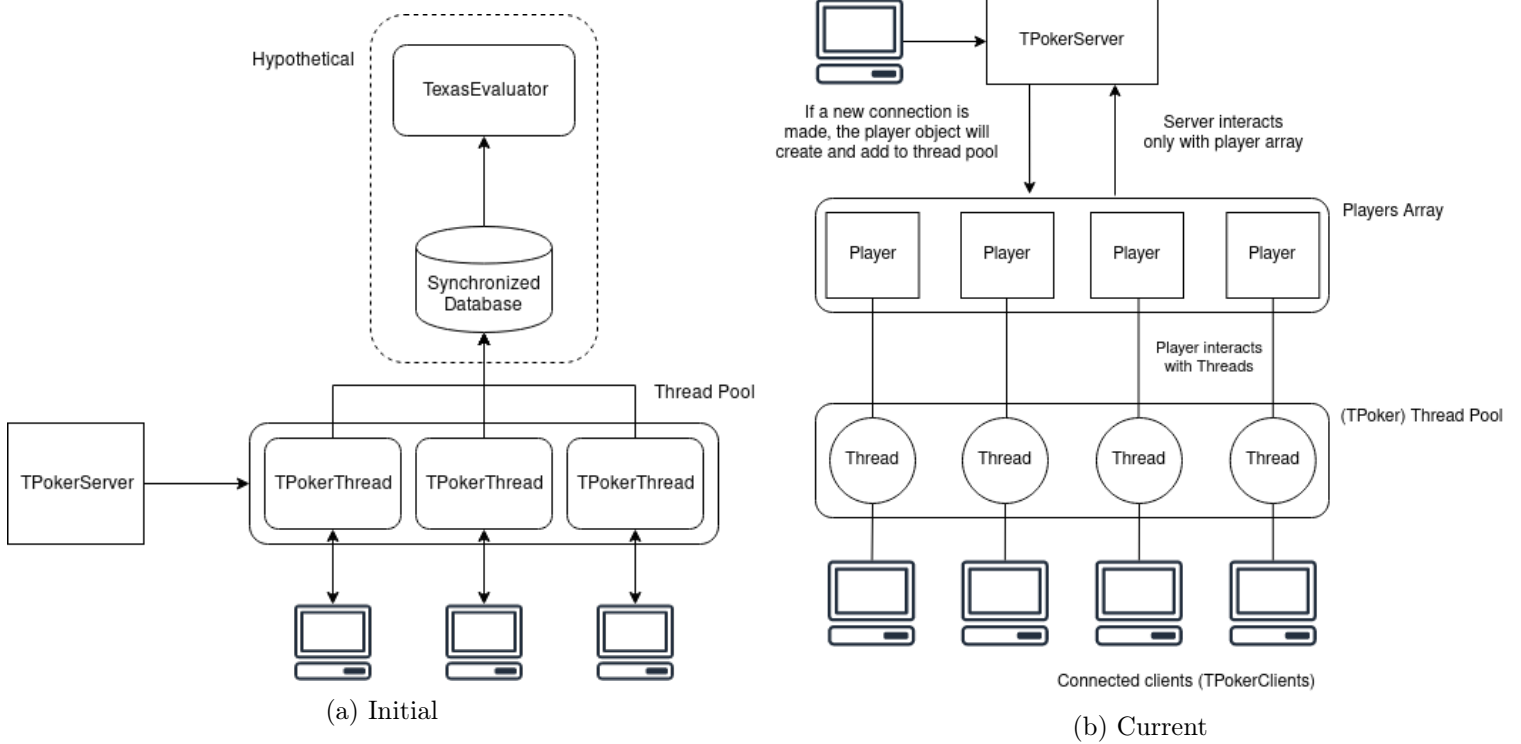 Hypothetical
TexasEvaluator
Synchronized
Database
Thread Pool
TPokerServer
TPokerThread
TPokerThread
TPokerThread
(a) Initial
TPokerServer
If a new connection is
made, the player object will
create and add to thread pool
Server interacts
only with player array
Players Array
Player
Player
Player
Player
Player interacts
with Threads
(TPoker) Thread Pool
Thread
Thread
Thread
Thread
Connected clients (TPokerClients)
(b) Current